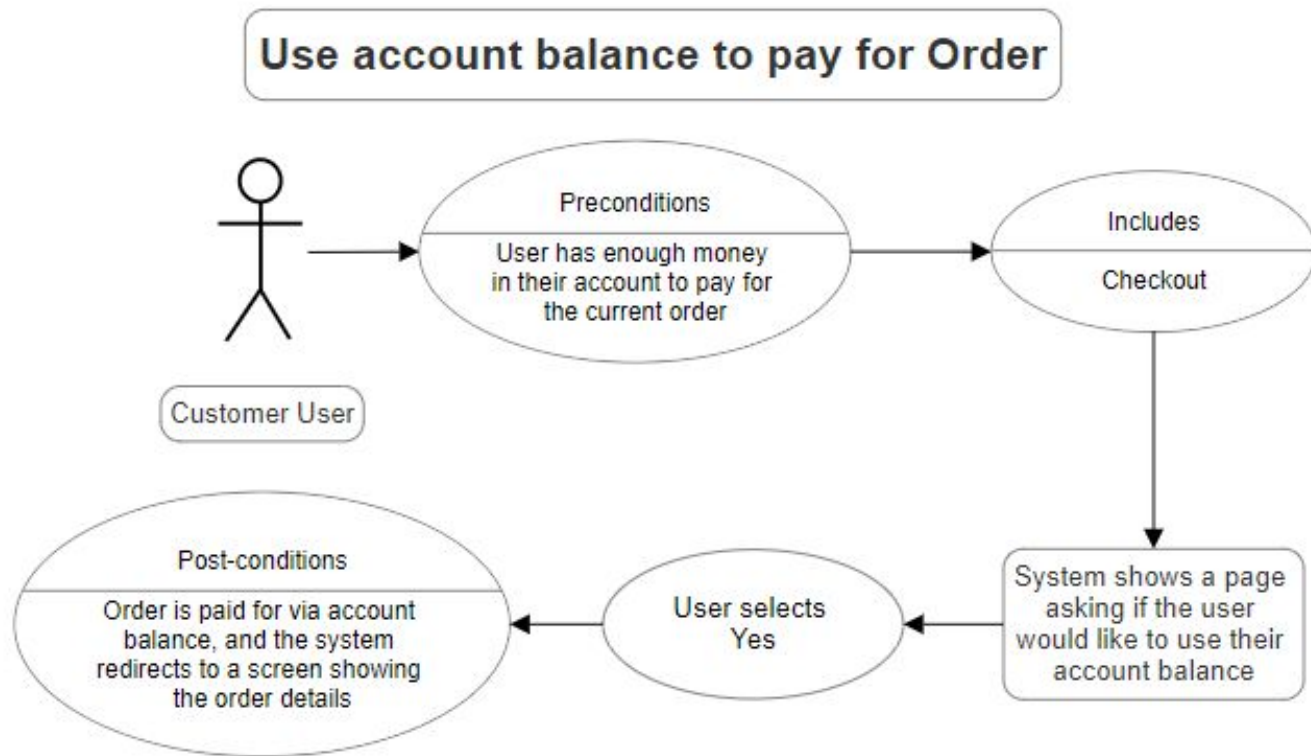 Use account balance to pay for Order
Preconditions
User has enough money
in their account to pay for
the current order
Includes
Checkout
Customer User
System shows a page
asking if the user
would like to use their
account balance
User selects
Yes
Post-conditions
Order is paid for via account
balance, and the system
redirects to a screen showing
the order details